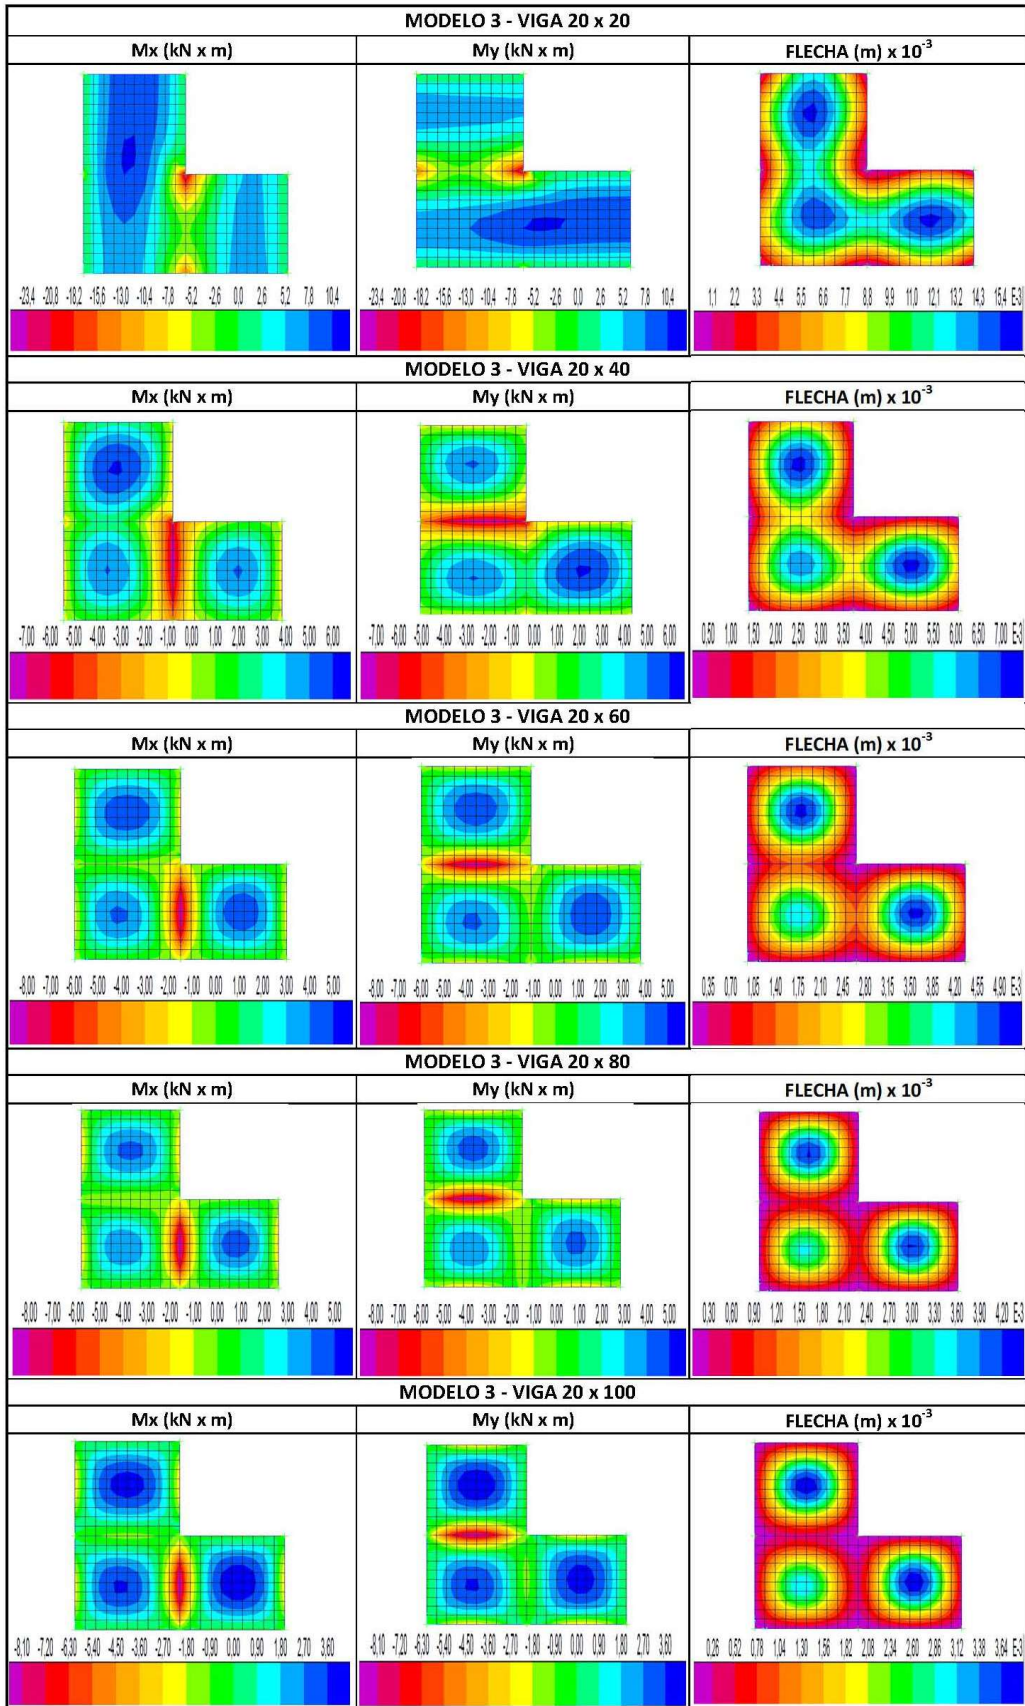 MODELO 3 - VIGA 20 x 20
Mx (kN x m) My (kN x m) FLECHA (m) x 10⁻³
-23,4 -20,8 -18,2 -15,6 -13,0 -10,4 -7,8 -5,2 -2,6 0,0 2,6 5,2 7,8 10,4
-23,4 -20,8 -18,2 -15,6 -13,0 -10,4 -7,8 -5,2 -2,6 0,0 2,6 5,2 7,8 10,4
1,1 2,2 3,3 4,4 5,5 6,6 7,7 8,8 9,9 11,0 12,1 13,2 14,3 15,4 E-3
MODELO 3 - VIGA 20 x 40
Mx (kN x m) My (kN x m) FLECHA (m) x 10⁻³
-7,00 -6,00 -5,00 -4,00 -3,00 -2,00 -1,00 0,00 1,00 2,00 3,00 4,00 5,00 6,00
-7,00 -6,00 -5,00 -4,00 -3,00 -2,00 -1,00 0,00 1,00 2,00 3,00 4,00 5,00 6,00
0,50 1,00 1,50 2,00 2,50 3,00 3,50 4,00 4,50 5,00 5,50 6,00 6,50 7,00 E-3
MODELO 3 - VIGA 20 x 60
Mx (kN x m) My (kN x m) FLECHA (m) x 10⁻³
-8,00 -7,00 -6,00 -5,00 -4,00 -3,00 -2,00 -1,00 0,00 1,00 2,00 3,00 4,00 5,00
-8,00 -7,00 -6,00 -5,00 -4,00 -3,00 -2,00 -1,00 0,00 1,00 2,00 3,00 4,00 5,00
0,35 0,70 1,05 1,40 1,75 2,10 2,45 2,80 3,15 3,50 3,85 4,20 4,55 4,90 E-3
MODELO 3 - VIGA 20 x 80
Mx (kN x m) My (kN x m) FLECHA (m) x 10⁻³
-8,00 -7,00 -6,00 -5,00 -4,00 -3,00 -2,00 -1,00 0,00 1,00 2,00 3,00 4,00 5,00
-8,00 -7,00 -6,00 -5,00 -4,00 -3,00 -2,00 -1,00 0,00 1,00 2,00 3,00 4,00 5,00
0,30 0,60 0,90 1,20 1,50 1,80 2,10 2,40 2,70 3,00 3,30 3,60 3,90 4,20 E-3
MODELO 3 - VIGA 20 x 100
Mx (kN x m) My (kN x m) FLECHA (m) x 10⁻³
-8,10 -7,20 -6,30 -5,40 -4,50 -3,60 -2,70 -1,80 -0,90 0,00 0,90 1,80 2,70 3,60
-8,10 -7,20 -6,30 -5,40 -4,50 -3,60 -2,70 -1,80 -0,90 0,00 0,90 1,80 2,70 3,60
0,26 0,52 0,78 1,04 1,30 1,56 1,82 2,08 2,34 2,60 2,86 3,12 3,38 3,64 E-3